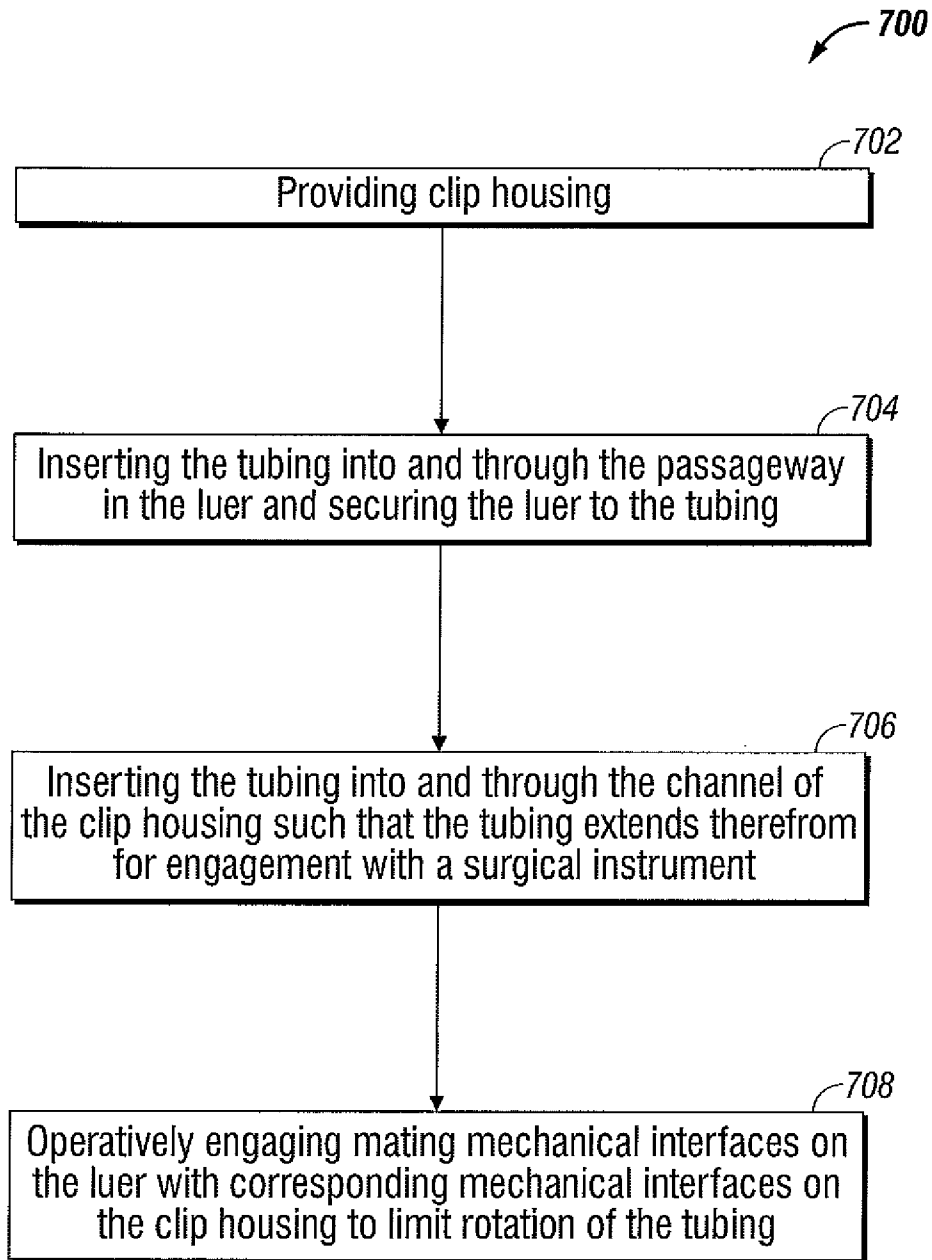 700
702
Providing clip housing
704
Inserting the tubing into and through the passageway
in the luer and securing the luer to the tubing
706
Inserting the tubing into and through the channel of
the clip housing such that the tubing extends therefrom
for engagement with a surgical instrument
708
Operatively engaging mating mechanical interfaces on
the luer with corresponding mechanical interfaces on
the clip housing to limit rotation of the tubing